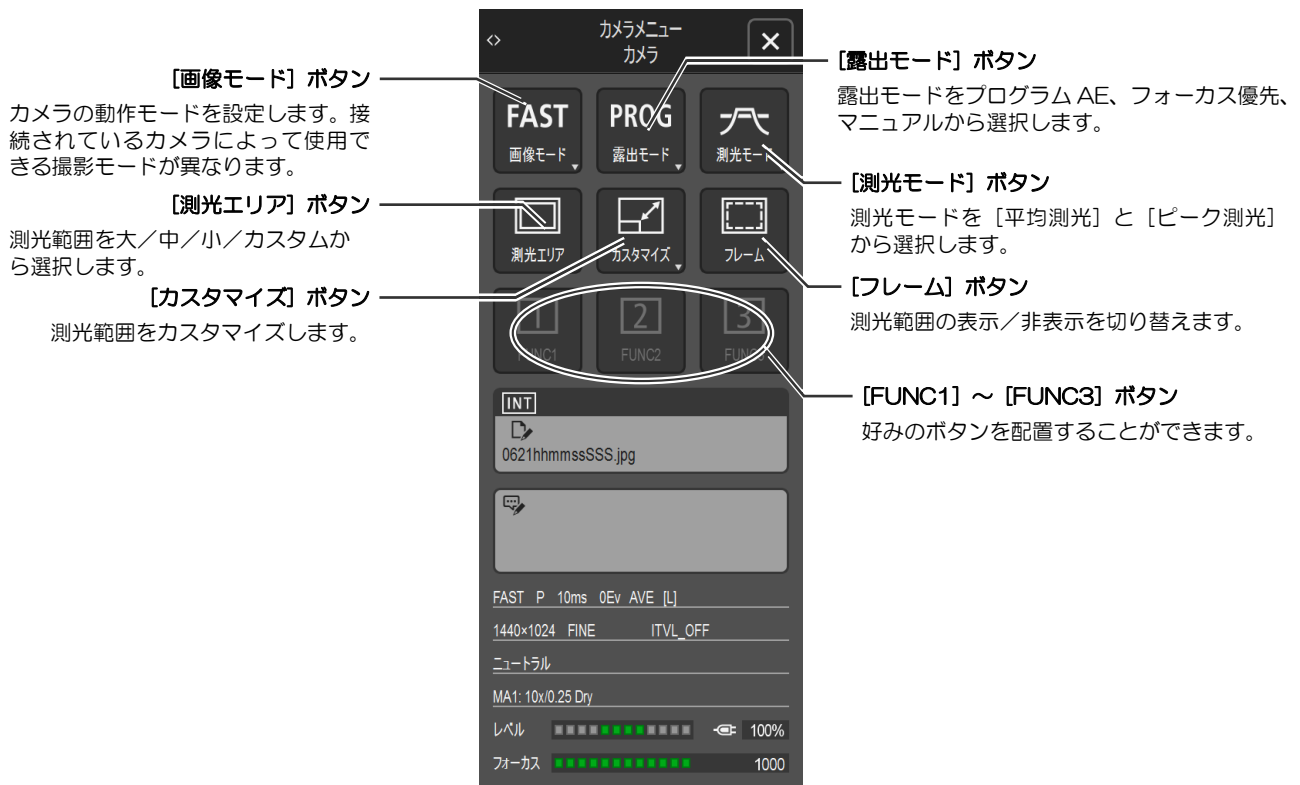 カメラメニュー
カメラ
[画像モード] ボタン
カメラの動作モードを設定します。接
続されているカメラによって使用で
きる撮影モードが異なります。
[測光エリア] ボタン
測光範囲を大／中／小／カスタムか
ら選択します。
[カスタマイズ] ボタン
測光範囲をカスタマイズします。
FAST
画像モード
PROG
露出モード
測光モード
測光エリア
カスタマイズ
フレーム
1
FUNC1
2
FUNC2
3
FUNC3
INT
0621hhmmssSSS.jpg
FAST P 10ms 0Ev AVE [L]
1440×1024 FINE ITVL_OFF
ニュートラル
MA1: 10x/0.25 Dry
レベル 100%
フォーカス 1000
[露出モード] ボタン
露出モードをプログラム AE、フォーカス優先、
マニュアルから選択します。
[測光モード] ボタン
測光モードを [平均測光] と [ピーク測光]
から選択します。
[フレーム] ボタン
測光範囲の表示／非表示を切り替えます。
[FUNC1] ～ [FUNC3] ボタン
好みのボタンを配置することができます。